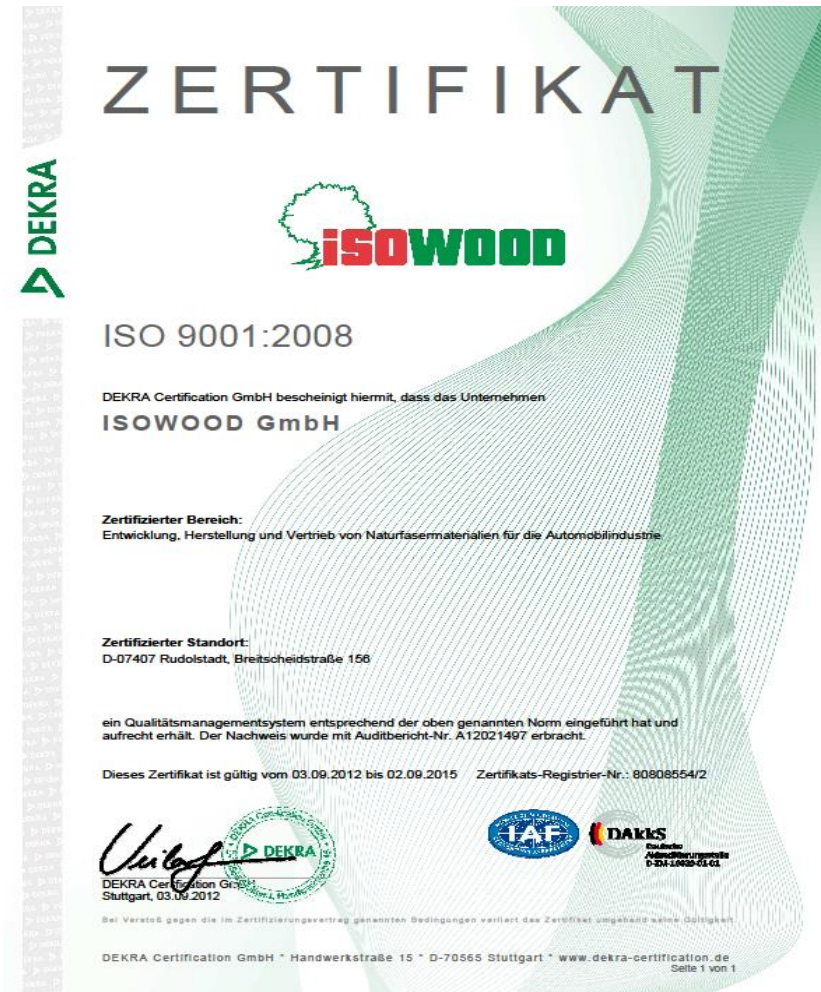 ZERTIFIKAT
DEKRA
ISOWOOD
ISO 9001:2008
DEKRA Certification GmbH bescheinigt hiermit, dass das Unternehmen
ISOWOOD GmbH
Zertifizierter Bereich:
Entwicklung, Herstellung und Vertrieb von Naturfasermaterialien für die Automobilindustrie
Zertifizierter Standort:
D-07407 Rudolstadt, Breitscheidstraße 156
ein Qualitätsmanagementsystem entsprechend der oben genannten Norm eingeführt hat und
aufrecht erhält. Der Nachweis wurde mit Auditbericht-Nr. A12021497 erbracht.
Dieses Zertifikat ist gültig vom 03.09.2012 bis 02.09.2015 Zertifikats-Registrier-Nr.: 80808554/2
DEKRA
IAF
DAkkS
Deutsche
Akkreditierungsstelle
DEKRA Certification
Stuttgart, 03.09.2012
Bei Verstoß gegen die im Zertifizierungsvertrag genannten Bedingungen verliert das Zertifikat umgehend seine Gültigkeit.
DEKRA Certification GmbH * Handwerkstraße 15 * D-70565 Stuttgart * www.dekra-certification.de
Seite 1 von 1